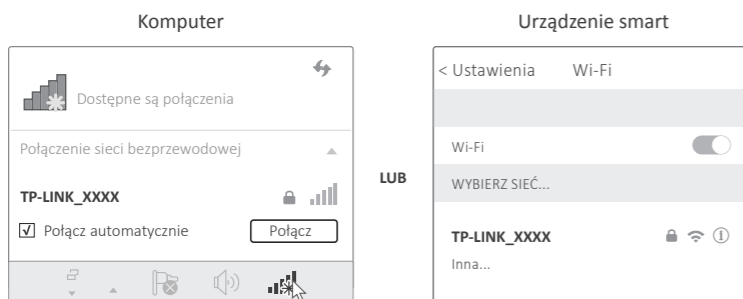 Komputer
Dostępne są połączenia
Połączenie sieci bezprzewodowej
TP-LINK_XXXX
Połącz automatycznie
Połącz
LUB
Urządzenie smart
< Ustawienia Wi-Fi
Wi-Fi
WYBIERZ SIEĆ...
TP-LINK_XXXX
Inna...